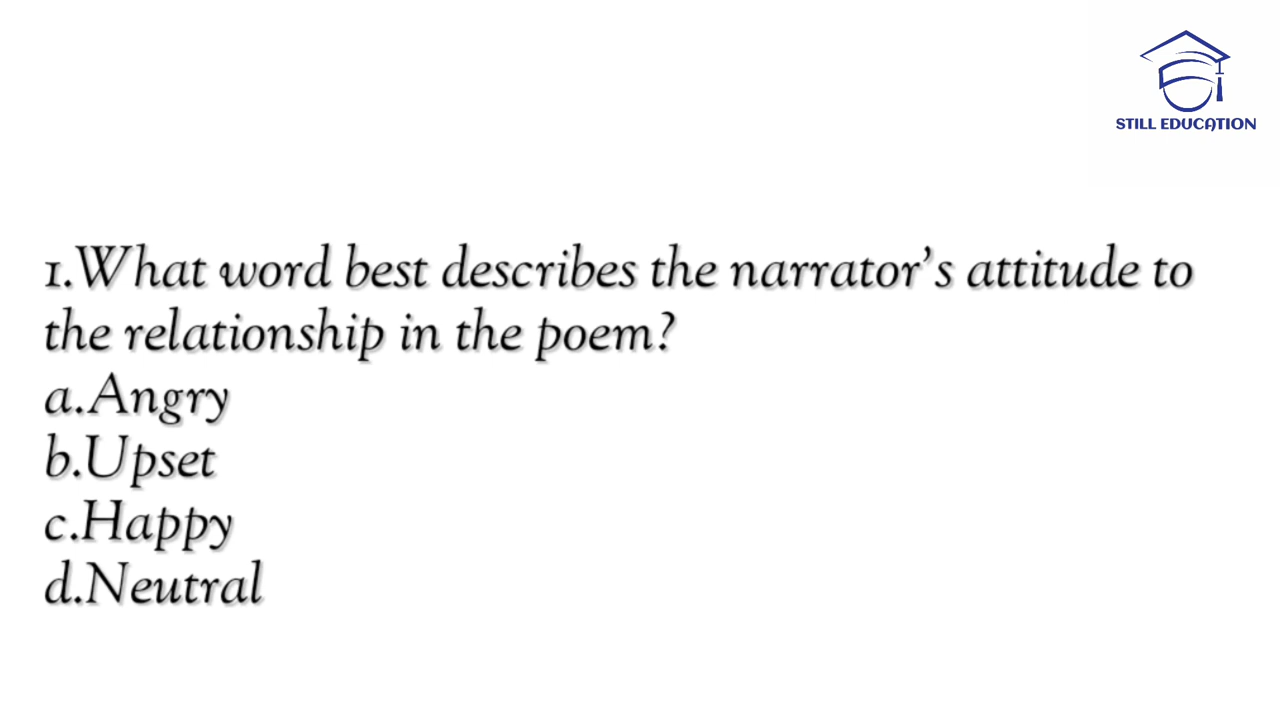 STILL EDUCATION
1.What word best describes the narrator's attitude to
the relationship in the poem?
a.Angry
b.Upset
c.Happy
d.Neutral